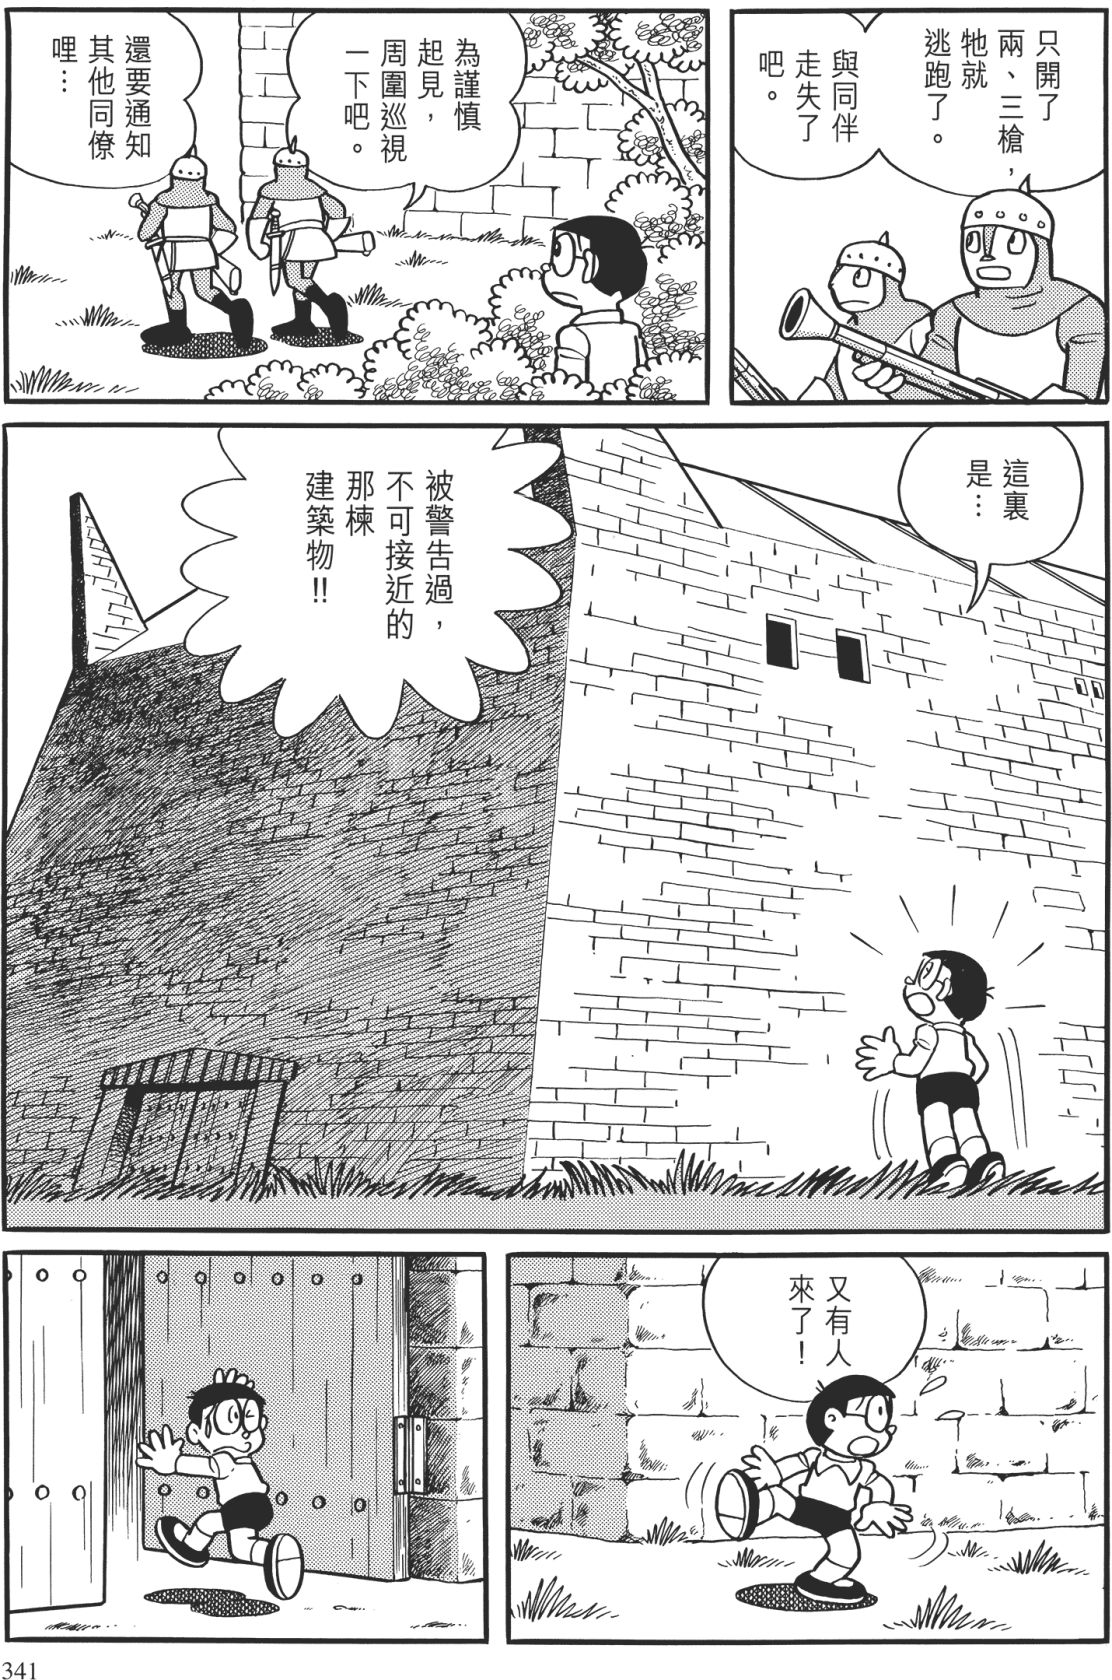 只開了
兩、三槍，
牠就
逃跑了。
與同伴
走失了
吧。
為謹慎
起見，
周圍巡視
一下吧。
還要通知
其他同僚
哩…
這裏
是…
被警告過，
不可接近的
那棟
建築物!!
又有人
來了！
341